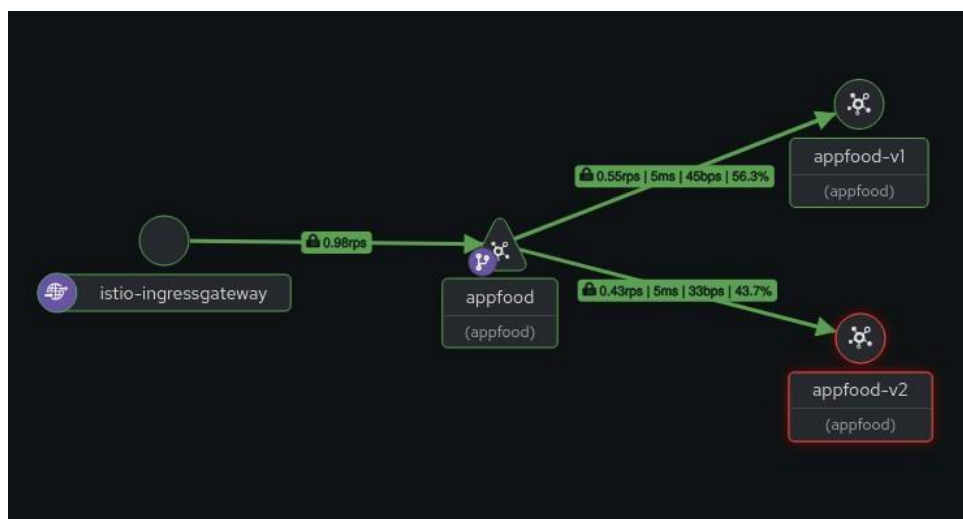 appfood-v1
(appfood)
0.55rps | 5ms | 45bps | 56.3%
0.98rps
istio-ingressgateway
appfood
(appfood)
0.43rps | 5ms | 33bps | 43.7%
appfood-v2
(appfood)